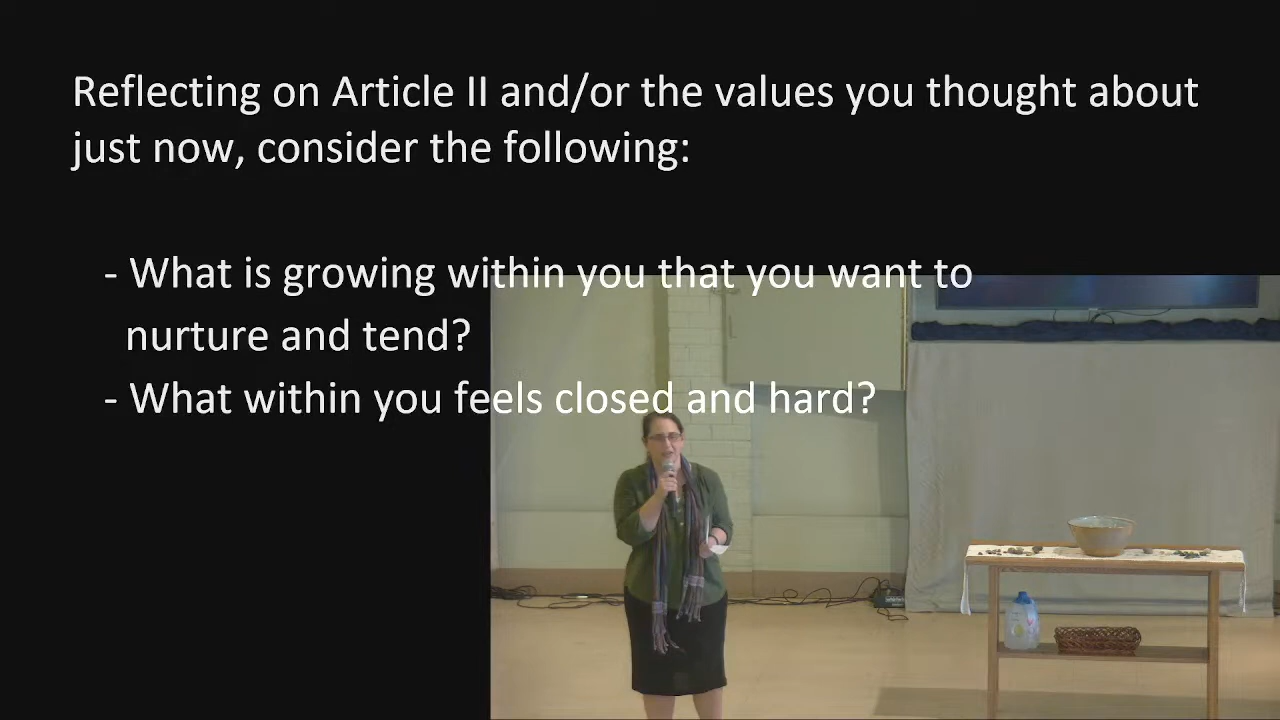 Reflecting on Article II and/or the values you thought about
just now, consider the following:
- What is growing within you that you want to
nurture and tend?
- What within you feels closed and hard?